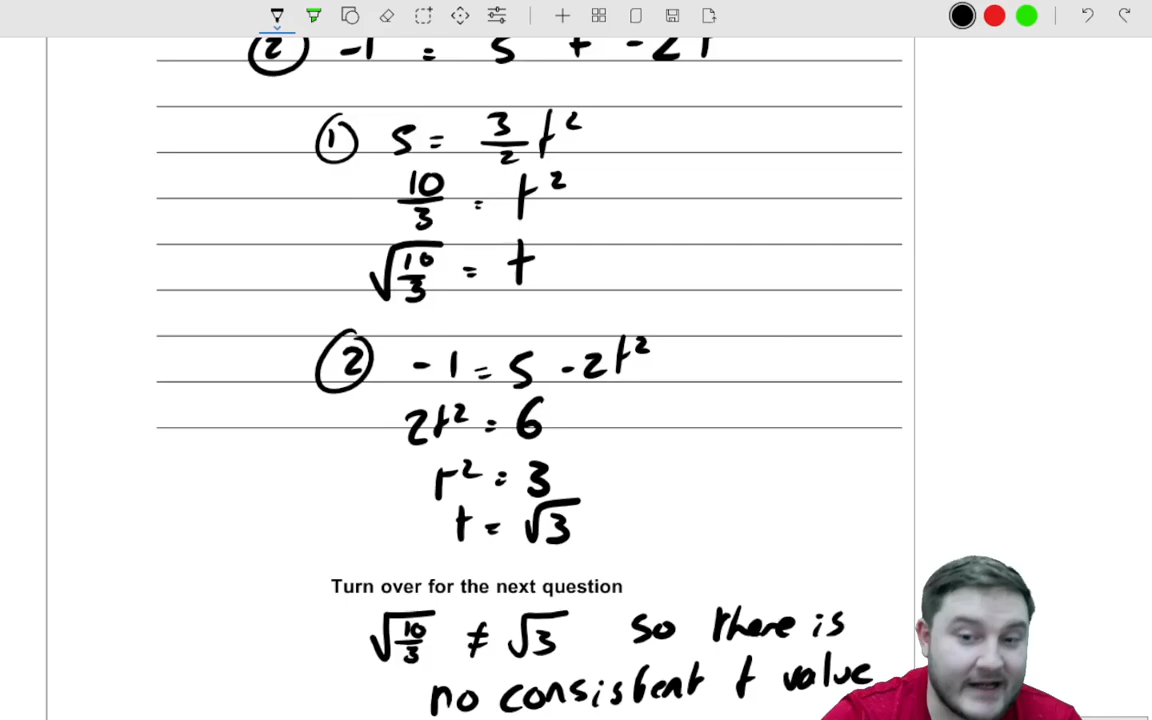 ② -1 = 5 + -2t
① 5 = 3/2 t²
10/3 = t²
√(10/3) = t
② -1 = 5 - 2t²
2t² = 6
t² = 3
t = √3
Turn over for the next question
√(10/3) ≠ √3 so there is
no consistent t value